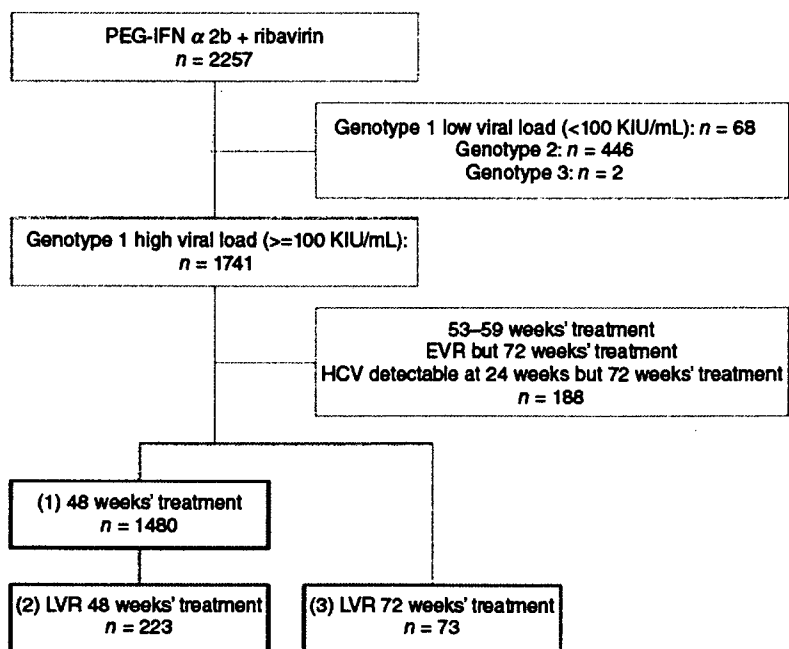 PEG-IFN α 2b + ribavirin
n = 2257
Genotype 1 low viral load (<100 KIU/mL): n = 68
Genotype 2: n = 446
Genotype 3: n = 2
Genotype 1 high viral load (>=100 KIU/mL):
n = 1741
53–59 weeks' treatment
EVR but 72 weeks' treatment
HCV detectable at 24 weeks but 72 weeks' treatment
n = 188
(1) 48 weeks' treatment
n = 1480
(2) LVR 48 weeks' treatment
n = 223
(3) LVR 72 weeks' treatment
n = 73